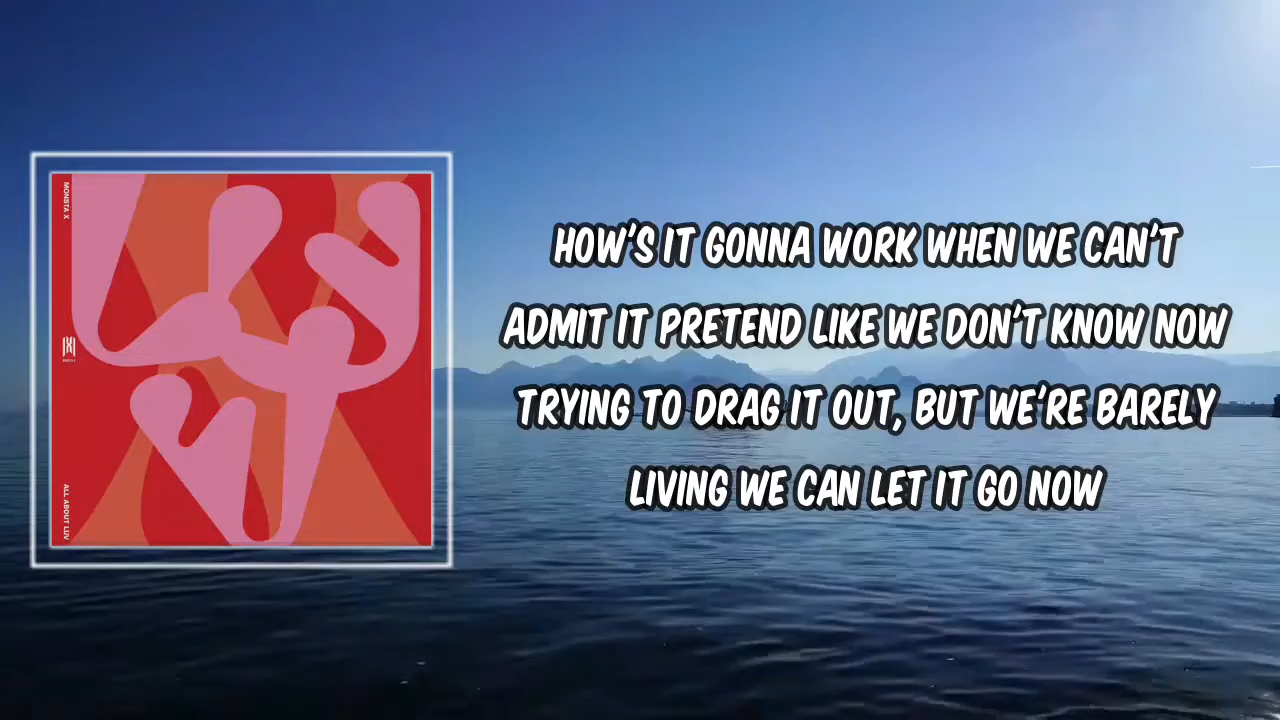 MONSTA X
ALL ABOUT LUV
HOW'S IT GONNA WORK WHEN WE CAN'T
ADMIT IT PRETEND LIKE WE DON'T KNOW NOW
TRYING TO DRAG IT OUT, BUT WE'RE BARELY
LIVING WE CAN LET IT GO NOW